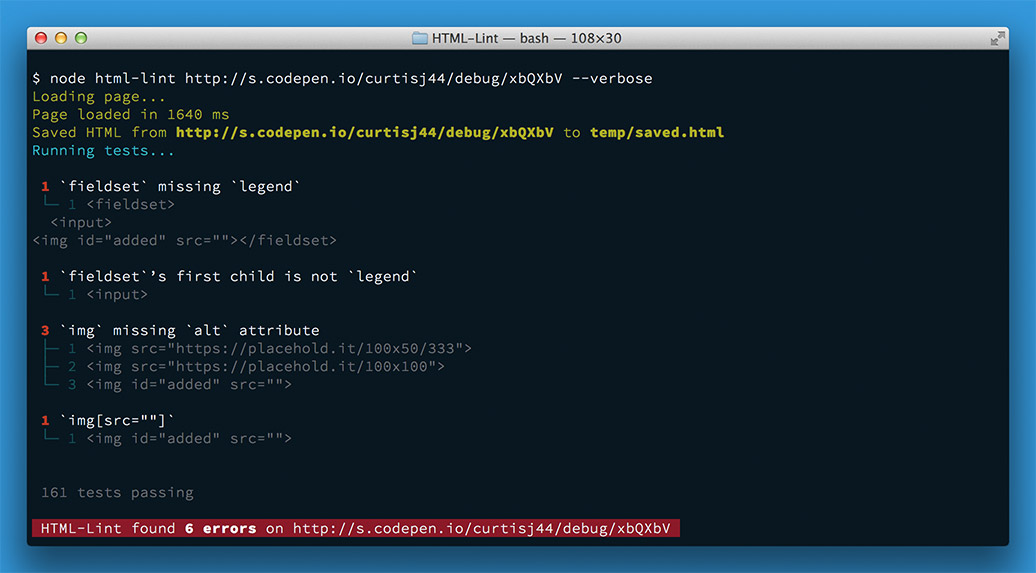 HTML-Lint — bash — 108×30
$ node html-lint http://s.codepen.io/curtisj44/debug/xbQXbV --verbose
Loading page...
Page loaded in 1640 ms
Saved HTML from http://s.codepen.io/curtisj44/debug/xbQXbV to temp/saved.html
Running tests...
1 `fieldset` missing `legend`
└─ 1 <fieldset>
<input>
<img id="added" src=""></fieldset>
1 `fieldset`’s first child is not `legend`
└─ 1 <input>
3 `img` missing `alt` attribute
├─ 1 <img src="https://placehold.it/100x50/333">
├─ 2 <img src="https://placehold.it/100x100">
└─ 3 <img id="added" src="">
1 `img[src=""]`
└─ 1 <img id="added" src="">
161 tests passing
HTML-Lint found 6 errors on http://s.codepen.io/curtisj44/debug/xbQXbV